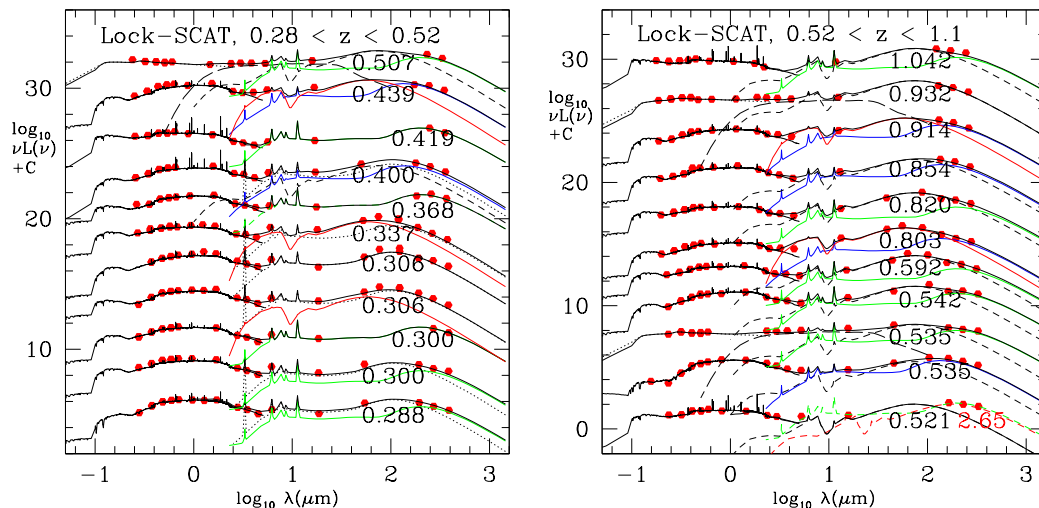 Lock-SCAT, 0.28 < z < 0.52
30
log₁₀
νL(ν)
+C
20
10
0.507
0.439
0.419
0.400
0.368
0.337
0.306
0.306
0.300
0.300
0.288
−1 0 1 2 3
log₁₀ λ(μm)
Lock-SCAT, 0.52 < z < 1.1
30
log₁₀
νL(ν)
+C
20
10
0
1.042
0.932
0.914
0.854
0.820
0.803
0.592
0.542
0.535
0.535
0.521 2.65
−1 0 1 2 3
log₁₀ λ(μm)